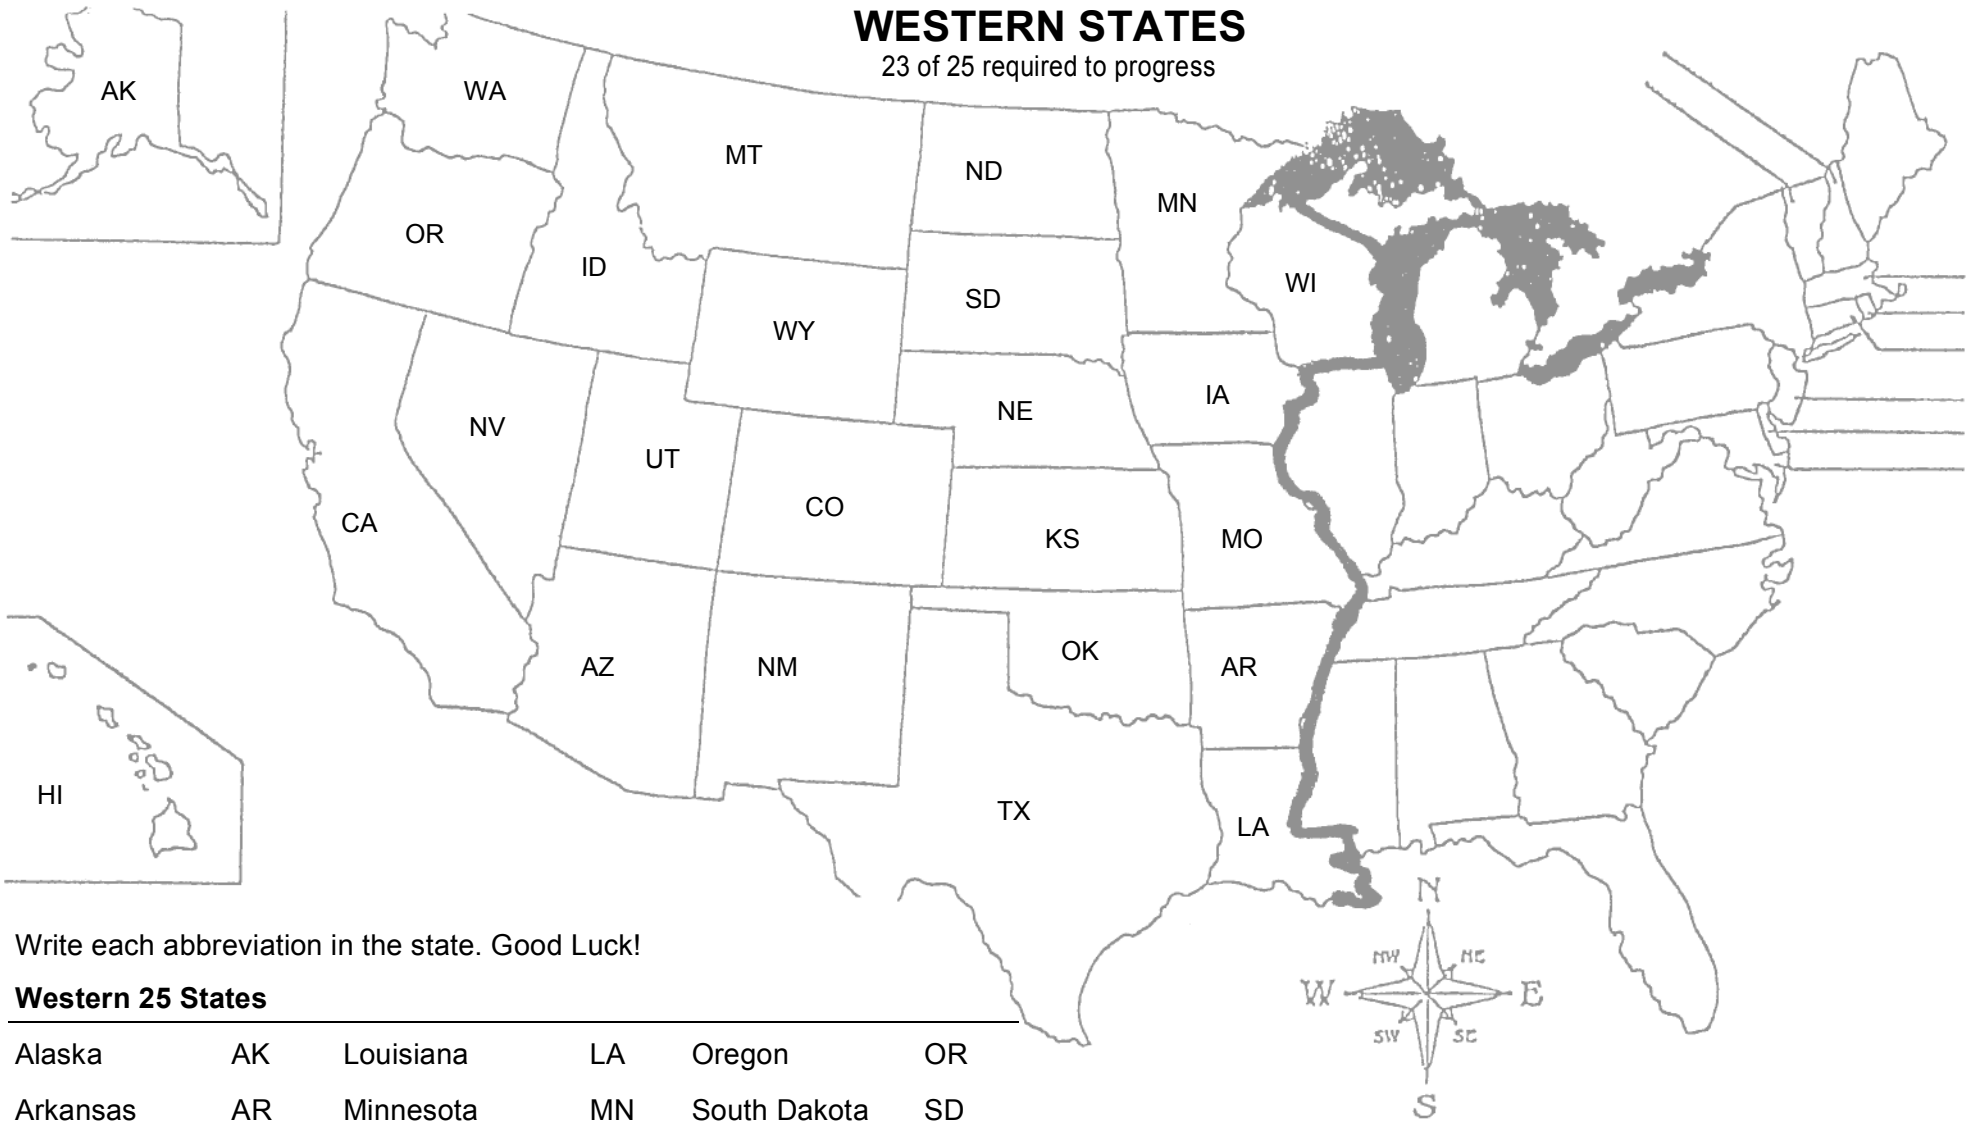 WESTERN STATES
23 of 25 required to progress
AK
WA
MT
ND
MN
OR
ID
SD
WI
WY
NE
IA
NV
UT
CO
CA
KS
MO
AZ
NM
OK
AR
HI
TX
LA
N
NW NE
W E
SW SE
S
Write each abbreviation in the state. Good Luck!
Western 25 States
Alaska AK Louisiana LA Oregon OR
Arkansas AR Minnesota MN South Dakota SD